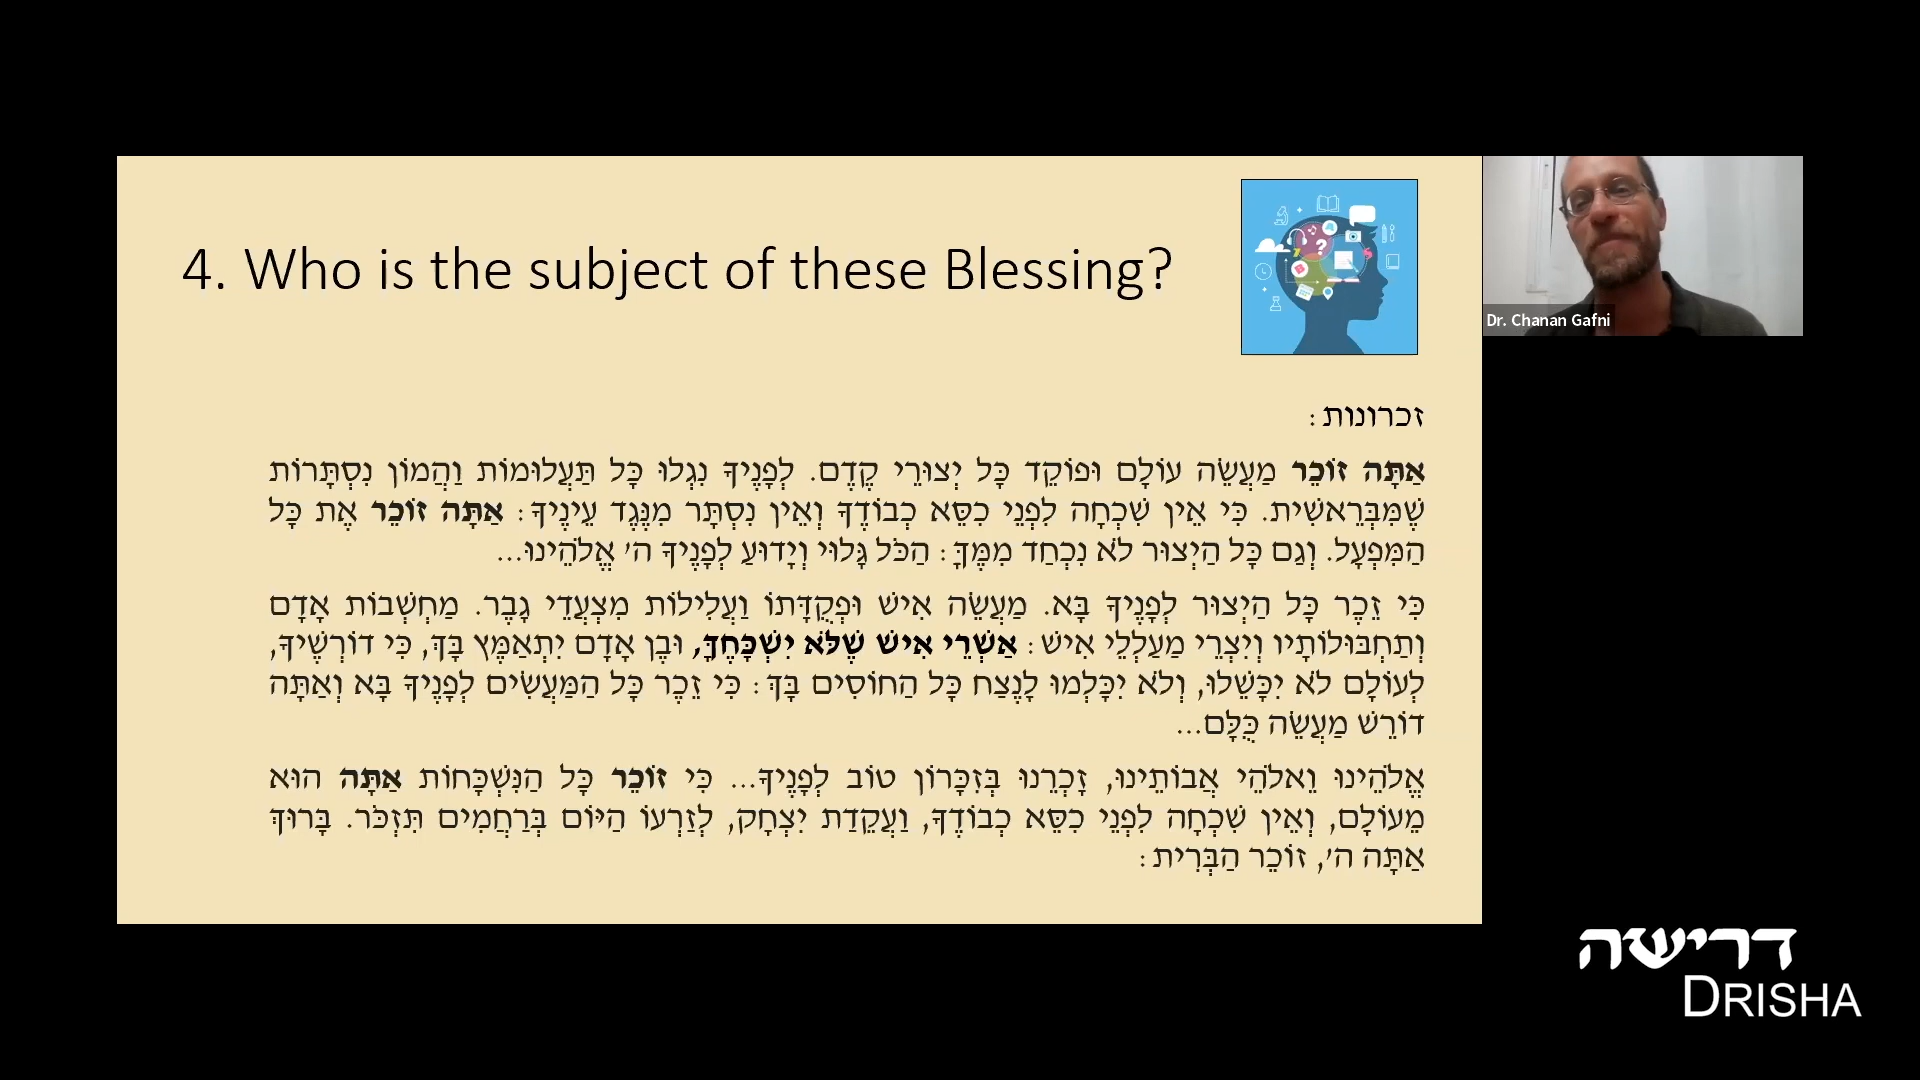 4. Who is the subject of these Blessing?
Dr. Chanan Gafni
זכרונות:
אַתָּה זוֹכֵר מַעֲשֵׂה עוֹלָם וּפוֹקֵד כָּל יְצוּרֵי קֶדֶם. לְפָנֶיךָ נִגְלוּ כָּל תַּעֲלוּמוֹת וַהֲמוֹן נִסְתָּרוֹת
שֶׁמִּבְּרֵאשִׁית. כִּי אֵין שִׁכְחָה לִפְנֵי כִסֵּא כְבוֹדֶךָ וְאֵין נִסְתָּר מִנֶּגֶד עֵינֶיךָ: אַתָּה זוֹכֵר אֶת כָּל
הַמִּפְעָל. וְגַם כָּל הַיְצוּר לֹא נִכְחַד מִמֶּךָּ: הַכֹּל גָּלוּי וְיָדוּעַ לְפָנֶיךָ ה' אֱלֹהֵינוּ...
כִּי זֵכֶר כָּל הַיְצוּר לְפָנֶיךָ בָּא. מַעֲשֵׂה אִישׁ וּפְקֻדָּתוֹ וַעֲלִילוֹת מִצְעֲדֵי גָבֶר. מַחְשְׁבוֹת אָדָם
וְתַחְבּוּלוֹתָיו וְיִצְרֵי מַעַלְלֵי אִישׁ: אַשְׁרֵי אִישׁ שֶׁלֹּא יִשְׁכָּחֶךָּ, וּבֶן אָדָם יִתְאַמֶּץ בָּךְ, כִּי דוֹרְשֶׁיךָ,
לְעוֹלָם לֹא יִכָּשֵׁלוּ, וְלֹא יִכָּלְמוּ לָנֶצַח כָּל הַחוֹסִים בָּךְ: כִּי זֵכֶר כָּל הַמַּעֲשִׂים לְפָנֶיךָ בָּא וְאַתָּה
דוֹרֵשׁ מַעֲשֵׂה כֻּלָּם...
אֱלֹהֵינוּ וֵאלֹהֵי אֲבוֹתֵינוּ, זָכְרֵנוּ בְּזִכָּרוֹן טוֹב לְפָנֶיךָ... כִּי זוֹכֵר כָּל הַנִּשְׁכָּחוֹת אַתָּה הוּא
מֵעוֹלָם, וְאֵין שִׁכְחָה לִפְנֵי כִסֵּא כְבוֹדֶךָ, וַעֲקֵדַת יִצְחָק, לְזַרְעוֹ הַיּוֹם בְּרַחֲמִים תִּזְכֹּר. בָּרוּךְ
אַתָּה ה', זוֹכֵר הַבְּרִית:
דרישה
DRISHA